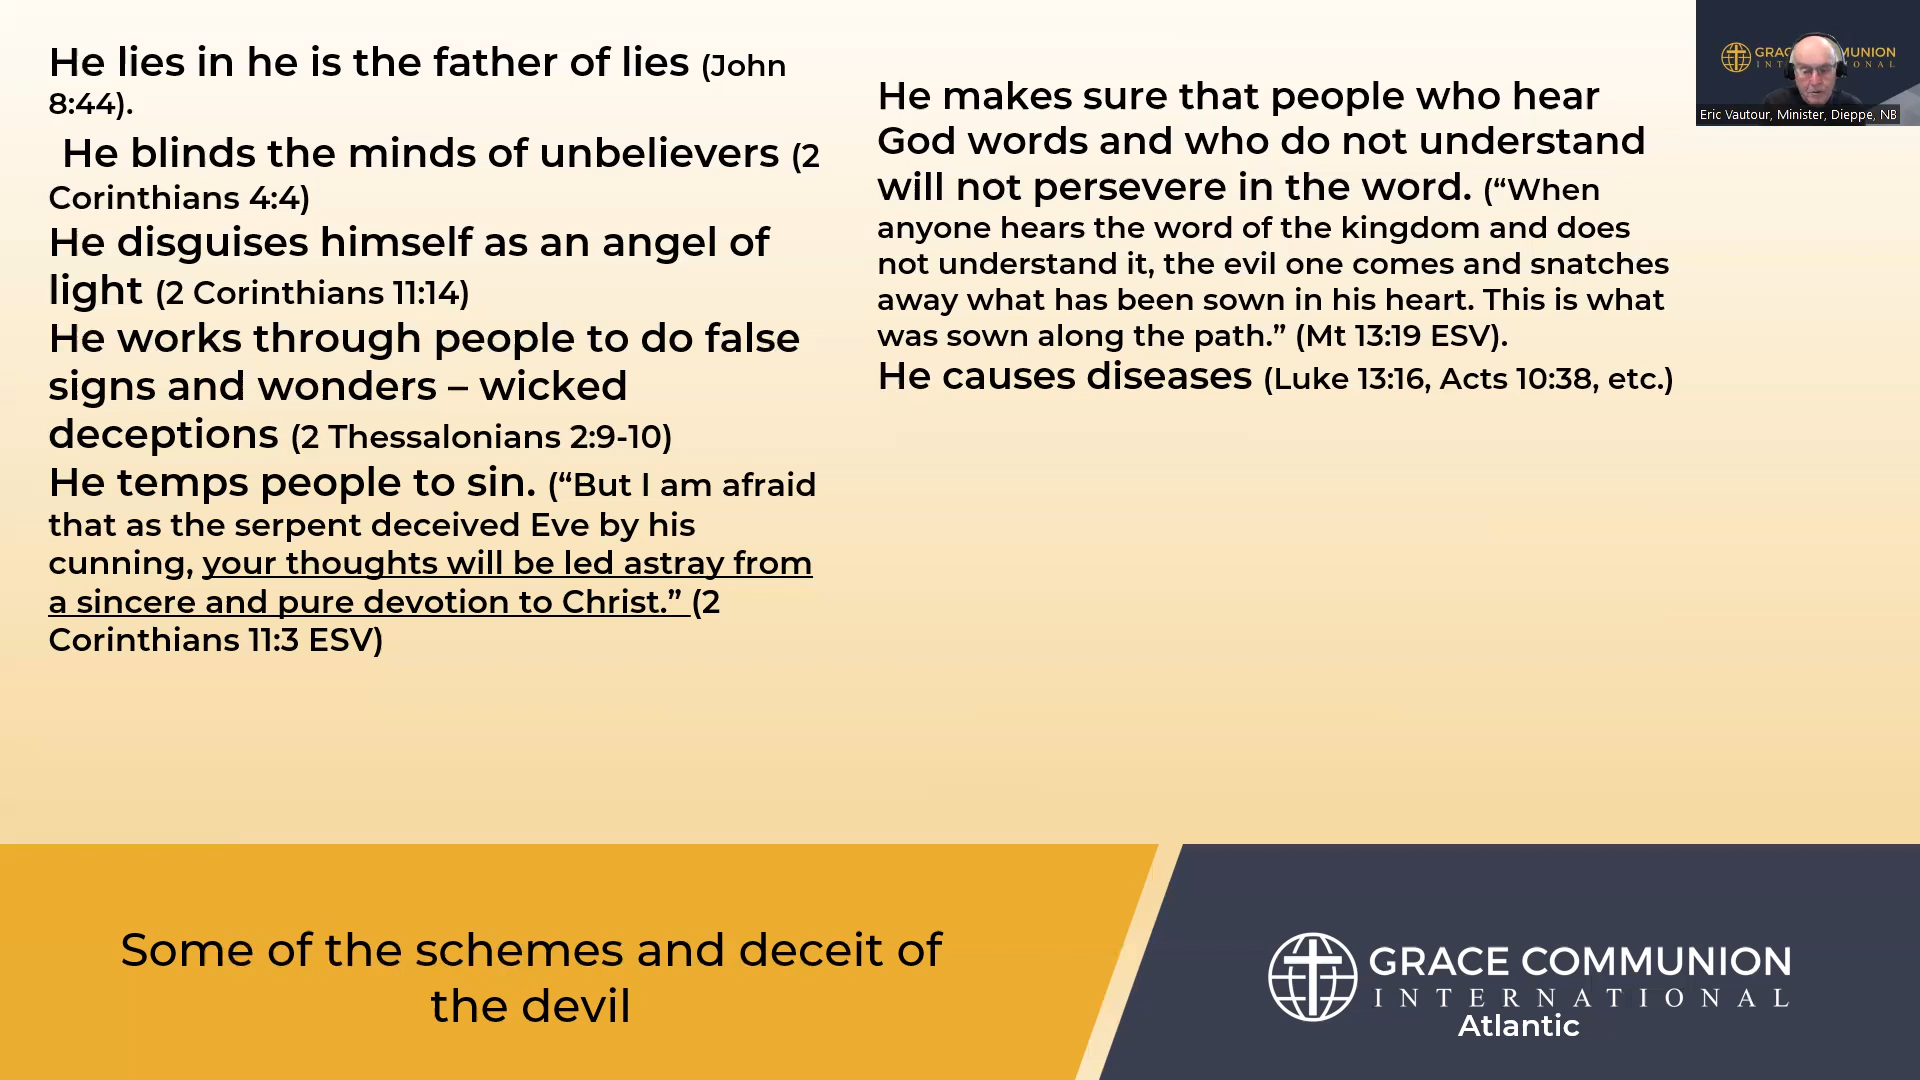 He lies in he is the father of lies (John
8:44).
He blinds the minds of unbelievers (2
Corinthians 4:4)
He disguises himself as an angel of
light (2 Corinthians 11:14)
He works through people to do false
signs and wonders – wicked
deceptions (2 Thessalonians 2:9-10)
He temps people to sin. (“But I am afraid
that as the serpent deceived Eve by his
cunning, your thoughts will be led astray from
a sincere and pure devotion to Christ.” (2
Corinthians 11:3 ESV)
He makes sure that people who hear
God words and who do not understand
will not persevere in the word. (“When
anyone hears the word of the kingdom and does
not understand it, the evil one comes and snatches
away what has been sown in his heart. This is what
was sown along the path.” (Mt 13:19 ESV).
He causes diseases (Luke 13:16, Acts 10:38, etc.)
Eric Vautour, Minister, Dieppe, NB
Some of the schemes and deceit of
the devil
GRACE COMMUNION
INTERNATIONAL
Atlantic